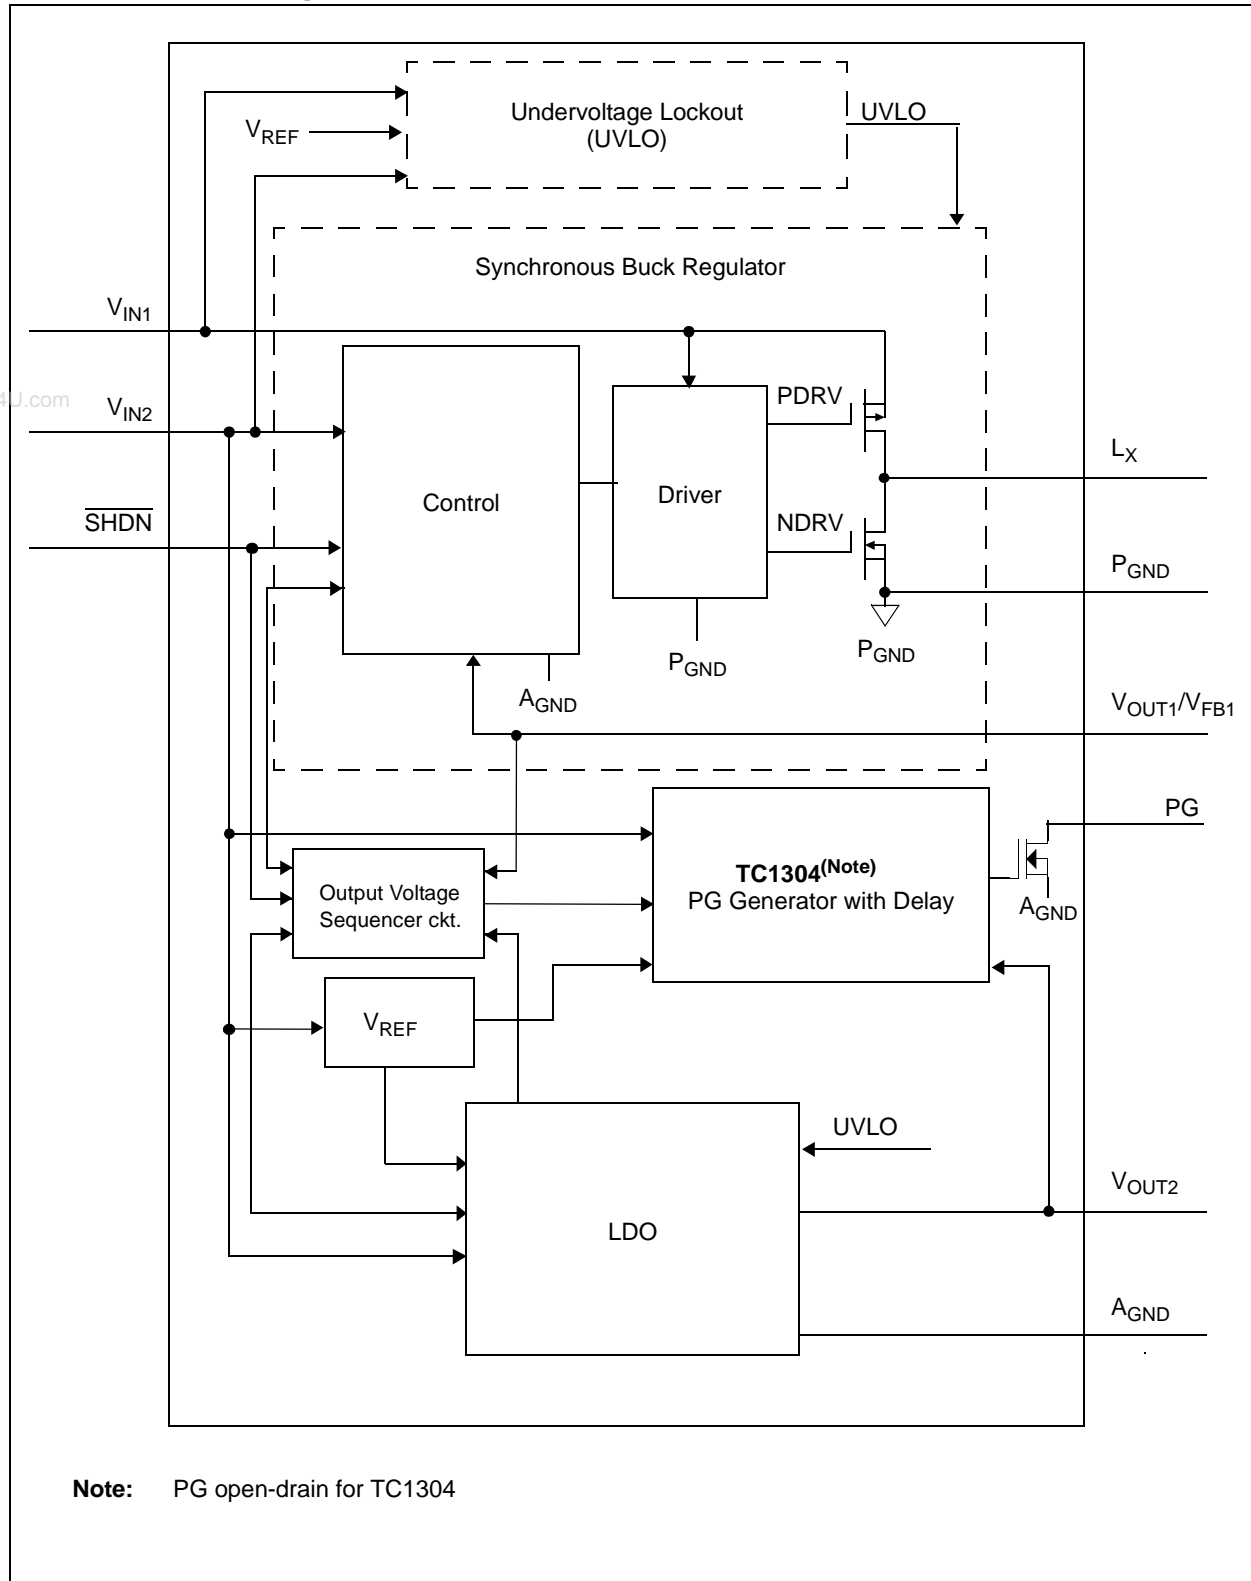 Undervoltage Lockout
(UVLO)
UVLO
VREF
Synchronous Buck Regulator
VIN1
4U.com
VIN2
PDRV
LX
Control
Driver
SHDN
NDRV
PGND
PGND
PGND
AGND
VOUT1/VFB1
PG
TC1304(Note)
PG Generator with Delay
Output Voltage
Sequencer ckt.
AGND
VREF
UVLO
VOUT2
LDO
AGND
Note: PG open-drain for TC1304